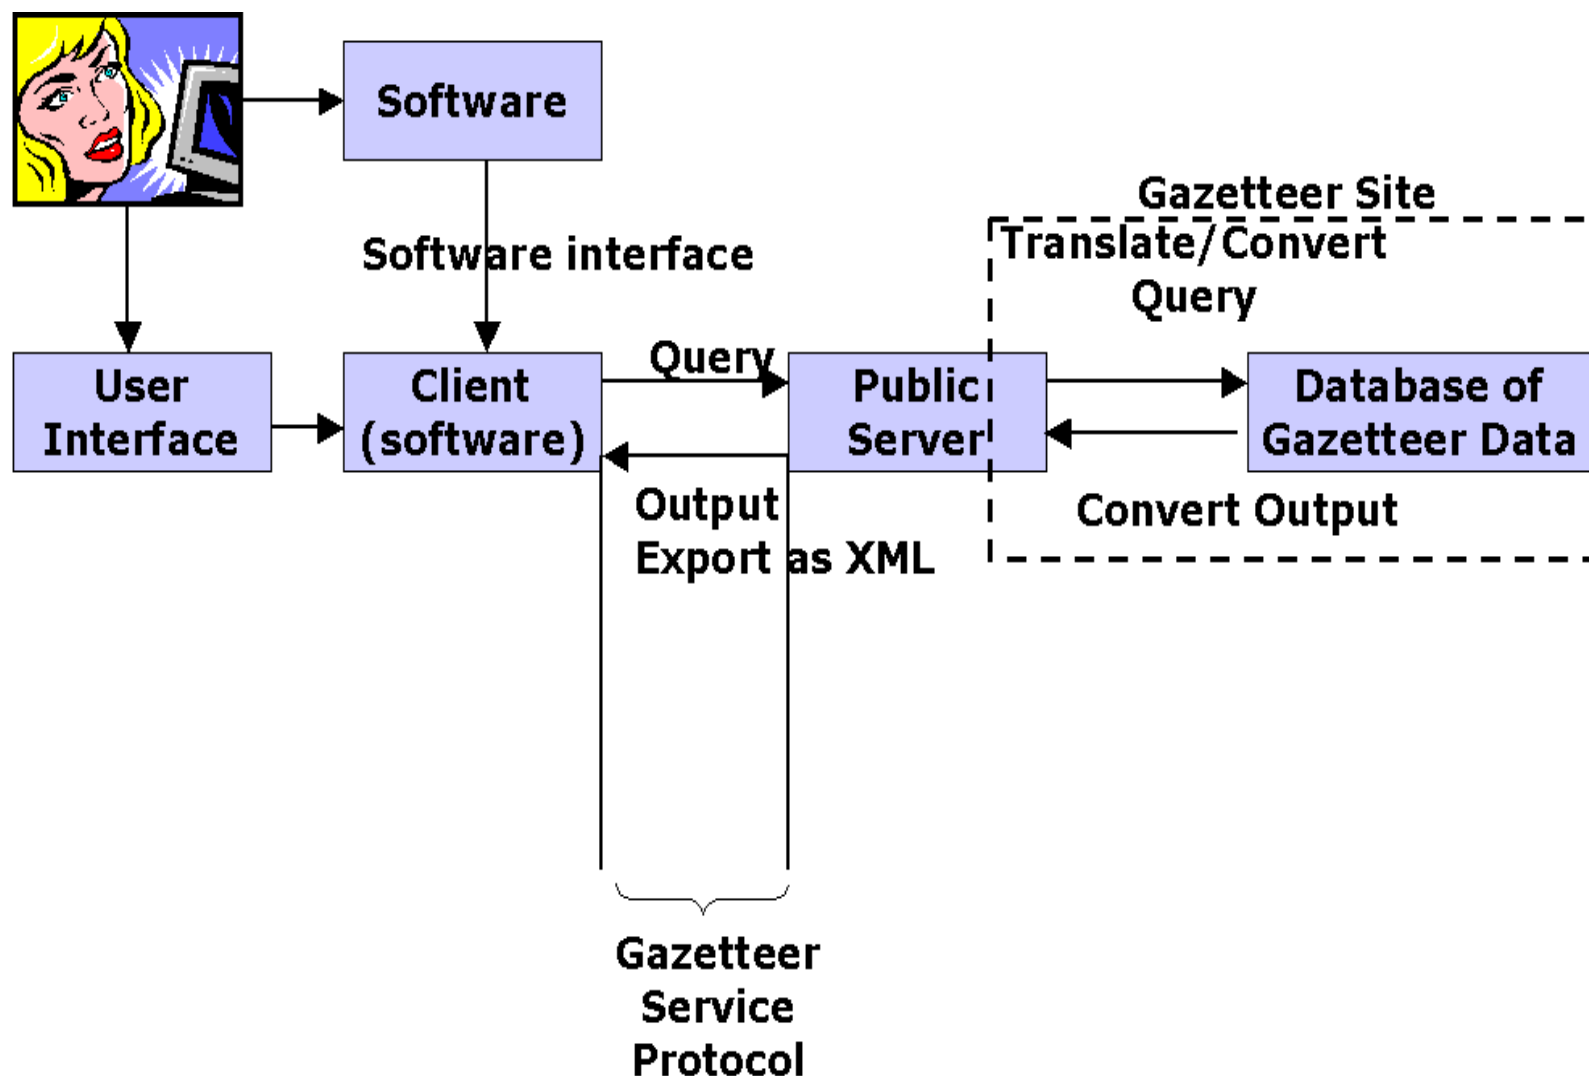 Software
Gazetteer Site
Translate/Convert
Query
Software interface
Query
User
Interface
Client
(software)
Public
Server
Database of
Gazetteer Data
Output
Export as XML
Convert Output
Gazetteer
Service
Protocol